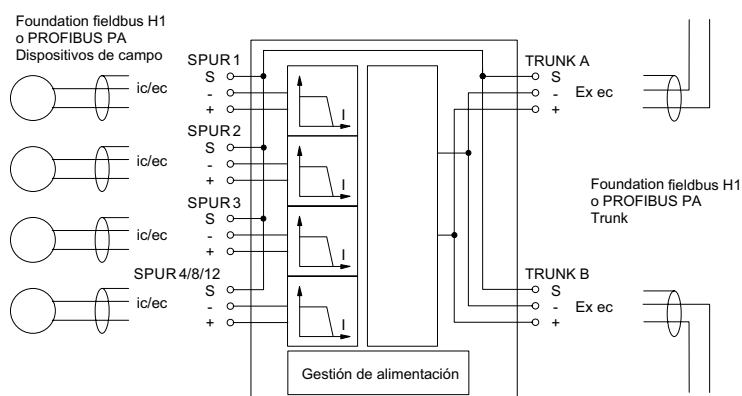 Foundation fieldbus H1
o PROFIBUS PA
Dispositivos de campo
SPUR 1
S
-
+
ic/ec
I
SPUR 2
S
-
+
ic/ec
I
SPUR 3
S
-
+
ic/ec
I
SPUR 4/8/12
S
-
+
ic/ec
I
Gestión de alimentación
TRUNK A
S
-
+
Ex ec
Foundation fieldbus H1
o PROFIBUS PA
Trunk
TRUNK B
S
-
+
Ex ec